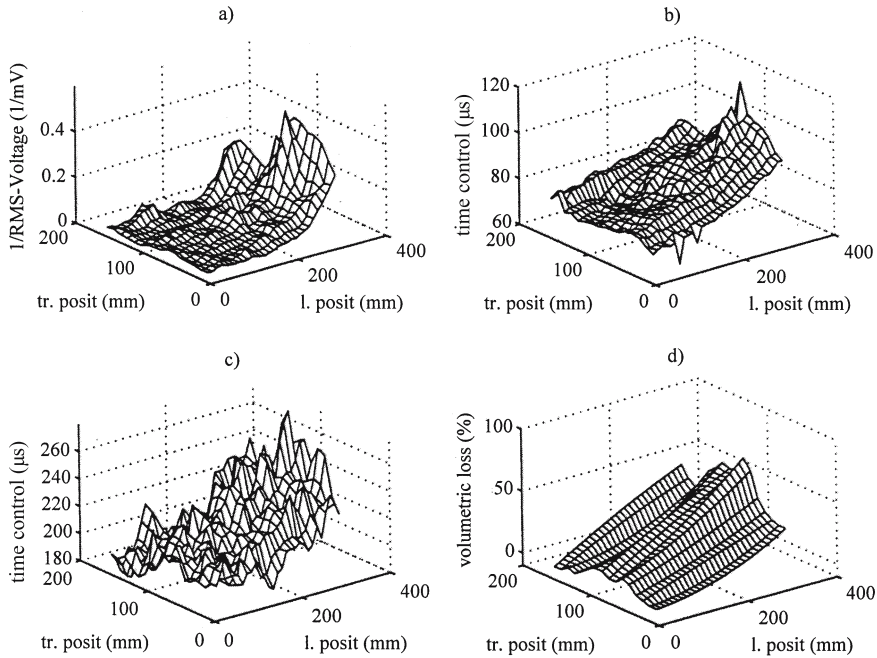 a)
1/RMS-Voltage (1/mV)
0.4
0.2
0
200
100
0
0
200
400
tr. posit (mm)
l. posit (mm)
b)
time control (μs)
120
100
80
60
200
100
0
0
200
400
tr. posit (mm)
l. posit (mm)
c)
time control (μs)
260
240
220
200
180
200
100
0
0
200
400
tr. posit (mm)
l. posit (mm)
d)
volumetric loss (%)
100
50
0
200
100
0
0
200
400
tr. posit (mm)
l. posit (mm)